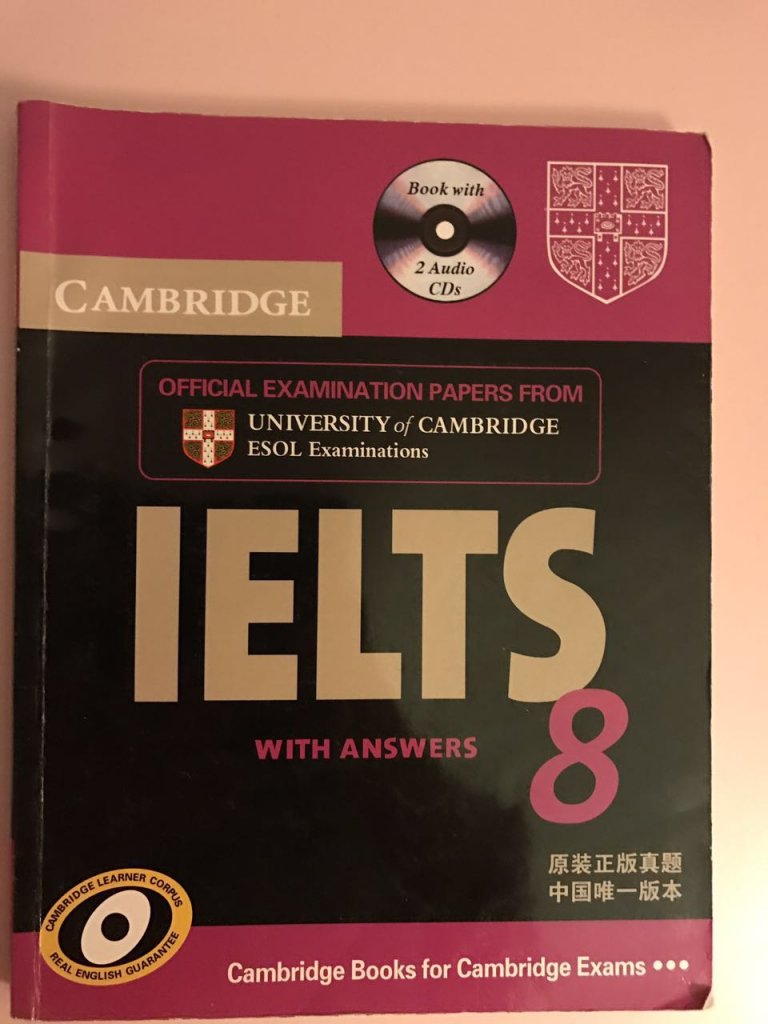 Book with
2 Audio
CDs
CAMBRIDGE
OFFICIAL EXAMINATION PAPERS FROM
UNIVERSITY of CAMBRIDGE
ESOL Examinations
IELTS
8
WITH ANSWERS
原装正版真题
中国唯一版本
CAMBRIDGE LEARNER CORPUS
REAL ENGLISH GUARANTEE
Cambridge Books for Cambridge Exams •••